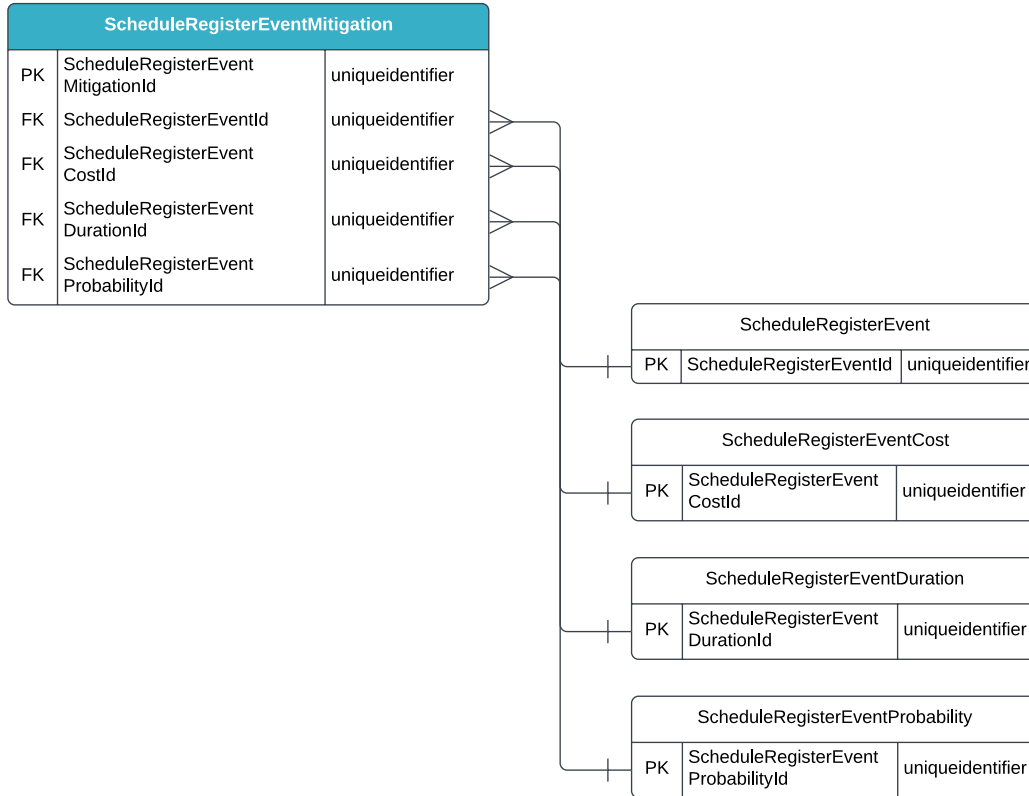 ScheduleRegisterEventMitigation
PK ScheduleRegisterEvent uniqueidentifier
MitigationId
FK ScheduleRegisterEventId uniqueidentifier
FK ScheduleRegisterEvent uniqueidentifier
CostId
FK ScheduleRegisterEvent uniqueidentifier
DurationId
FK ScheduleRegisterEvent uniqueidentifier
ProbabilityId
ScheduleRegisterEvent
PK ScheduleRegisterEventId uniqueidentifier
ScheduleRegisterEventCost
PK ScheduleRegisterEvent uniqueidentifier
CostId
ScheduleRegisterEventDuration
PK ScheduleRegisterEvent uniqueidentifier
DurationId
ScheduleRegisterEventProbability
PK ScheduleRegisterEvent uniqueidentifier
ProbabilityId